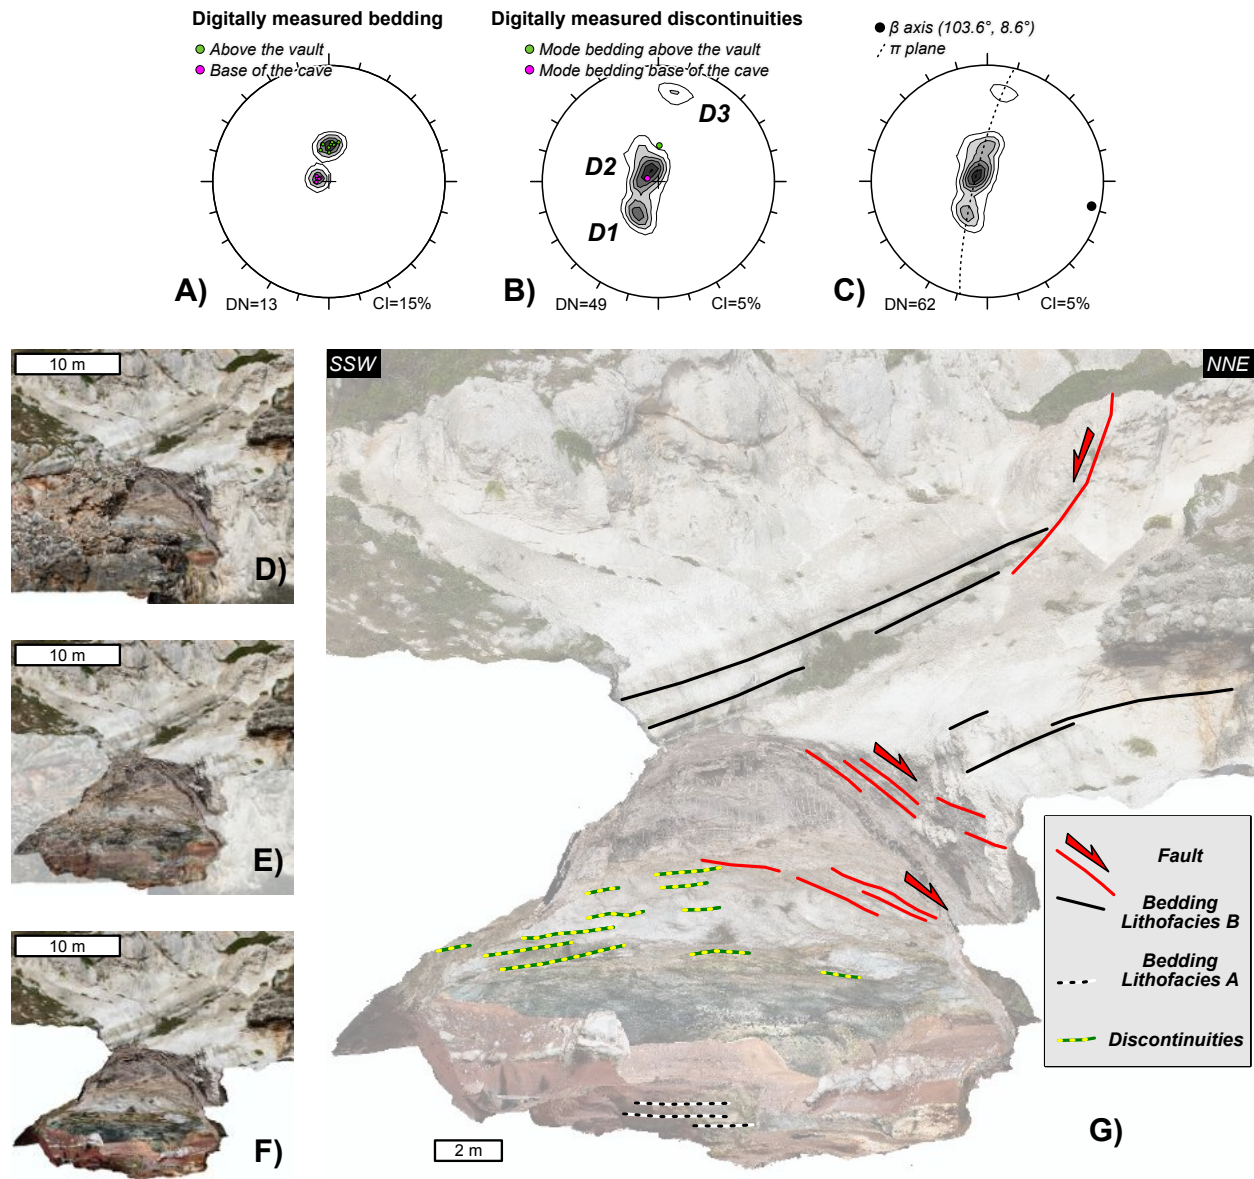 Digitally measured bedding
Above the vault
Base of the cave
A)
DN=13
CI=15%
Digitally measured discontinuities
Mode bedding above the vault
Mode bedding base of the cave
D3
D2
D1
B)
DN=49
CI=5%
β axis (103.6°, 8.6°)
π plane
C)
DN=62
CI=5%
10 m
D)
10 m
E)
10 m
F)
SSW
NNE
Fault
Bedding
Lithofacies B
Bedding
Lithofacies A
Discontinuities
2 m
G)